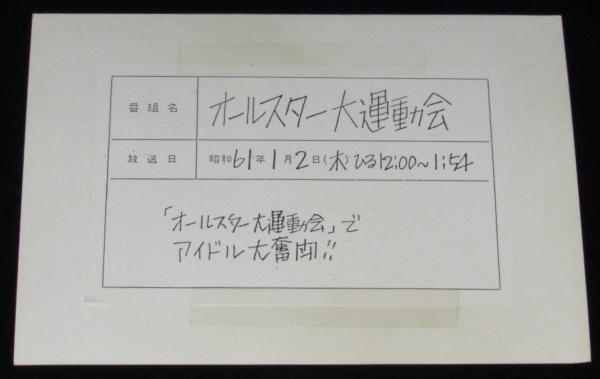 番組名 オールスター大運動会
放送日 昭和61年1月2日(木)ひる12:00~1:54
「オールスター大運動会」で
アイドル大奮闘!!